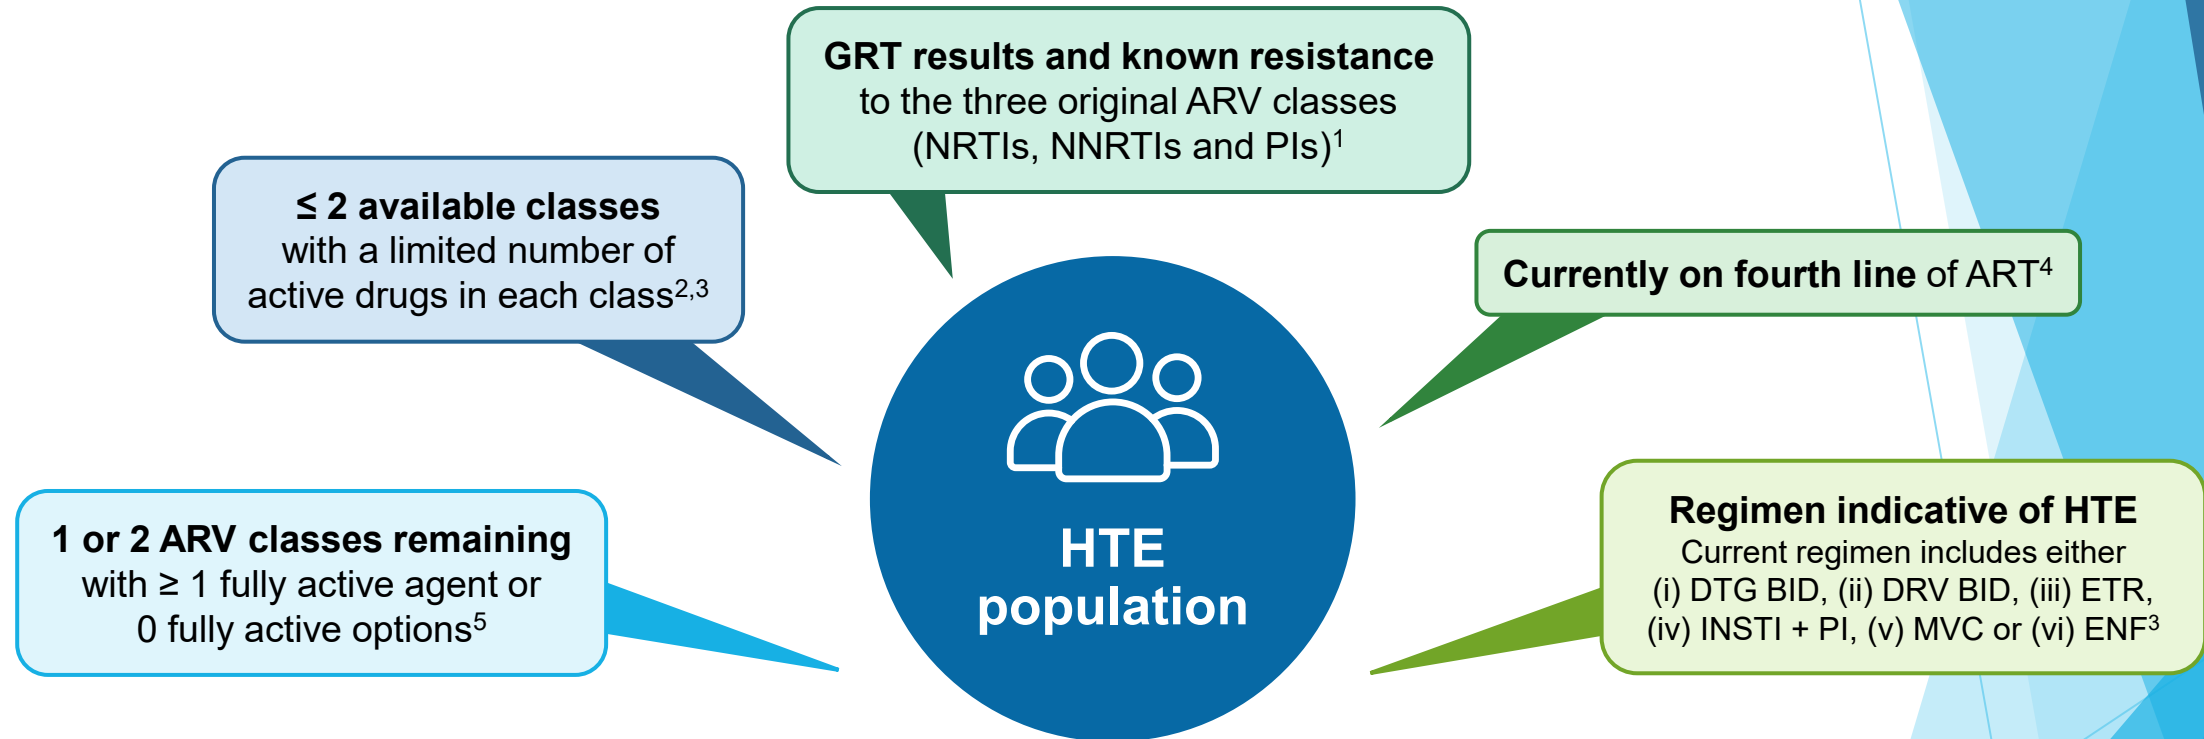 GRT results and known resistance
to the three original ARV classes
(NRTIs, NNRTIs and PIs)¹
≤ 2 available classes
with a limited number of
active drugs in each class²,³
Currently on fourth line of ART⁴
1 or 2 ARV classes remaining
with ≥ 1 fully active agent or
0 fully active options⁵
HTE
population
Regimen indicative of HTE
Current regimen includes either
(i) DTG BID, (ii) DRV BID, (iii) ETR,
(iv) INSTI + PI, (v) MVC or (vi) ENF³